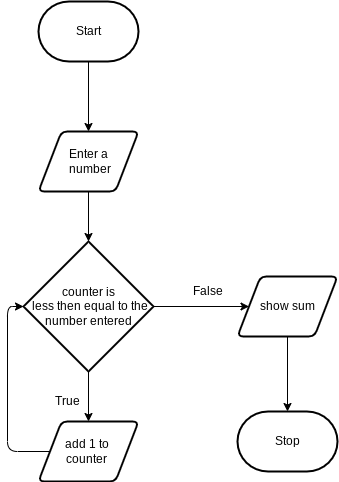 Start
Enter a
number
counter is
less then equal to the
number entered
False
show sum
True
add 1 to
counter
Stop